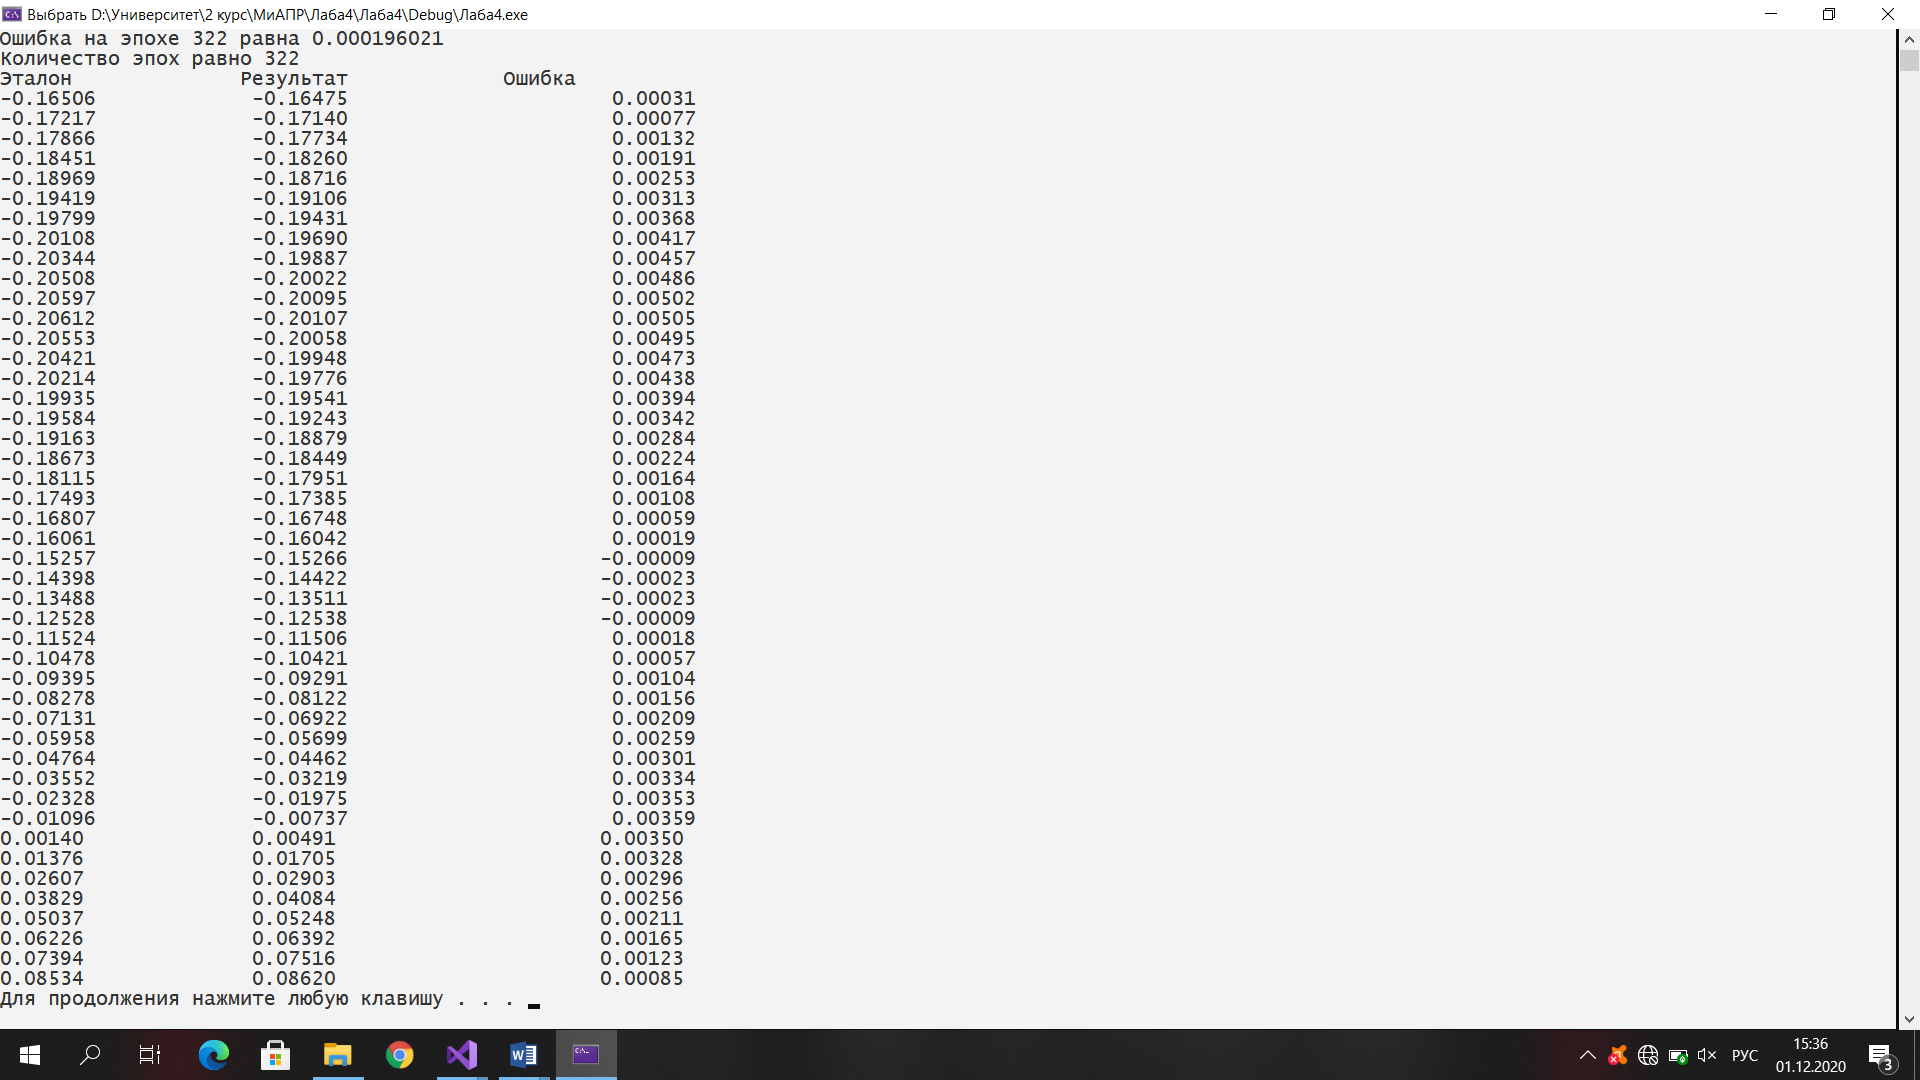 Выбрать D:\Университет\2 курс\МиАПР\Лаба4\Лаба4\Debug\Лаба4.exe
Ошибка на эпохе 322 равна 0.000196021
Количество эпох равно 322
Эталон Результат Ошибка
-0.16506 -0.16475 0.00031
-0.17217 -0.17140 0.00077
-0.17866 -0.17734 0.00132
-0.18451 -0.18260 0.00191
-0.18969 -0.18716 0.00253
-0.19419 -0.19106 0.00313
-0.19799 -0.19431 0.00368
-0.20108 -0.19690 0.00417
-0.20344 -0.19887 0.00457
-0.20508 -0.20022 0.00486
-0.20597 -0.20095 0.00502
-0.20612 -0.20107 0.00505
-0.20553 -0.20058 0.00495
-0.20421 -0.19948 0.00473
-0.20214 -0.19776 0.00438
-0.19935 -0.19541 0.00394
-0.19584 -0.19243 0.00342
-0.19163 -0.18879 0.00284
-0.18673 -0.18449 0.00224
-0.18115 -0.17951 0.00164
-0.17493 -0.17385 0.00108
-0.16807 -0.16748 0.00059
-0.16061 -0.16042 0.00019
-0.15257 -0.15266 -0.00009
-0.14398 -0.14422 -0.00023
-0.13488 -0.13511 -0.00023
-0.12528 -0.12538 -0.00009
-0.11524 -0.11506 0.00018
-0.10478 -0.10421 0.00057
-0.09395 -0.09291 0.00104
-0.08278 -0.08122 0.00156
-0.07131 -0.06922 0.00209
-0.05958 -0.05699 0.00259
-0.04764 -0.04462 0.00301
-0.03552 -0.03219 0.00334
-0.02328 -0.01975 0.00353
-0.01096 -0.00737 0.00359
0.00140 0.00491 0.00350
0.01376 0.01705 0.00328
0.02607 0.02903 0.00296
0.03829 0.04084 0.00256
0.05037 0.05248 0.00211
0.06226 0.06392 0.00165
0.07394 0.07516 0.00123
0.08534 0.08620 0.00085
Для продолжения нажмите любую клавишу . . .
РУС
15:36
01.12.2020
3